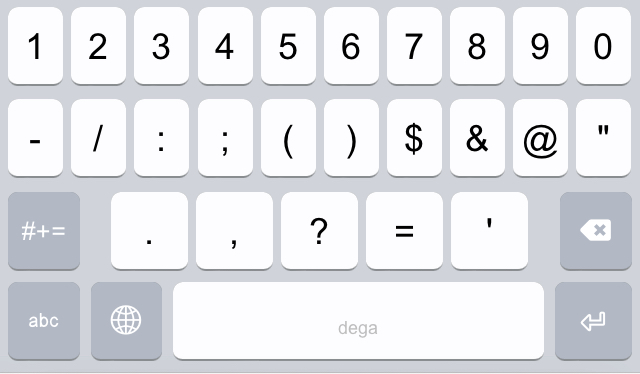 1 2 3 4 5 6 7 8 9 0
- / : ; ( ) $ & @ "
#+= . , ? = '
abc dega